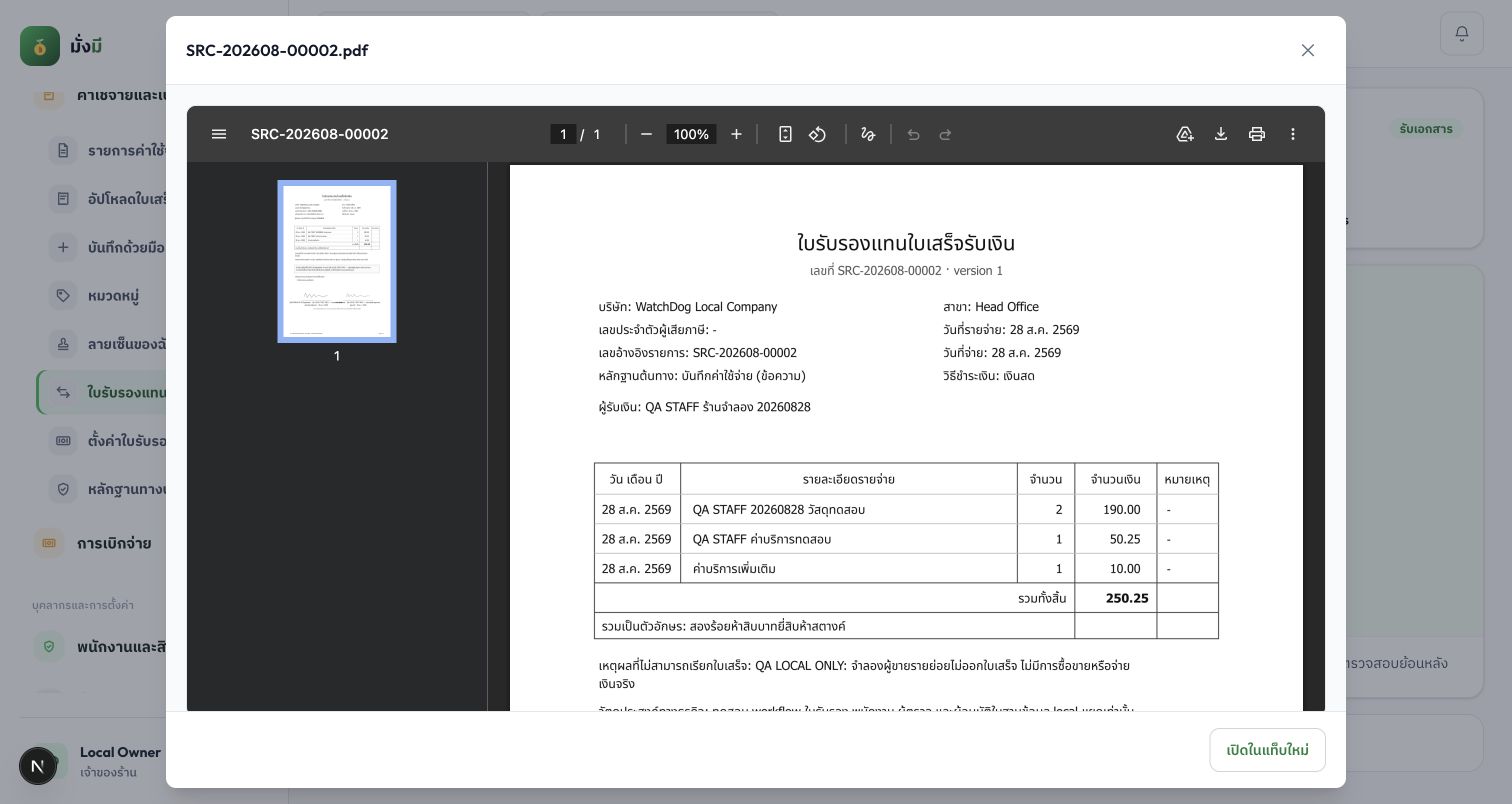 มั่งมี
SRC-202608-00002.pdf
รับเอกสาร
SRC-202608-00002
1 / 1
100%
รายการค่าใช้
อัปโหลดใบเสร็
บันทึกด้วยมือ
หมวดหมู่
ลายเซ็นของฉั
ใบรับรองแทน
ตั้งค่าใบรับรอ
หลักฐานทาง
การเบิกจ่าย
บุคลากรและการตั้งค่า
พนักงานและสิ
Local Owner
เจ้าของร้าน
N
1
ใบรับรองแทนใบเสร็จรับเงิน
เลขที่ SRC-202608-00002 · version 1
บริษัท: WatchDog Local Company
สาขา: Head Office
เลขประจำตัวผู้เสียภาษี: -
วันที่รายจ่าย: 28 ส.ค. 2569
เลขอ้างอิงรายการ: SRC-202608-00002
วันที่จ่าย: 28 ส.ค. 2569
หลักฐานต้นทาง: บันทึกค่าใช้จ่าย (ข้อความ)
วิธีชำระเงิน: เงินสด
ผู้รับเงิน: QA STAFF ร้านจำลอง 20260828
วัน เดือน ปี รายละเอียดรายจ่าย จำนวน จำนวนเงิน หมายเหตุ
28 ส.ค. 2569 QA STAFF 20260828 วัสดุทดสอบ 2 190.00 -
28 ส.ค. 2569 QA STAFF ค่าบริการทดสอบ 1 50.25 -
28 ส.ค. 2569 ค่าบริการเพิ่มเติม 1 10.00 -
รวมทั้งสิ้น 250.25
รวมเป็นตัวอักษร: สองร้อยห้าสิบบาทยี่สิบห้าสตางค์
เหตุผลที่ไม่สามารถเรียกใบเสร็จ: QA LOCAL ONLY: จำลองผู้ขายรายย่อยไม่ออกใบเสร็จ ไม่มีการซื้อขายหรือจ่าย
เงินจริง
ตรวจสอบย้อนหลัง
เปิดในแท็บใหม่